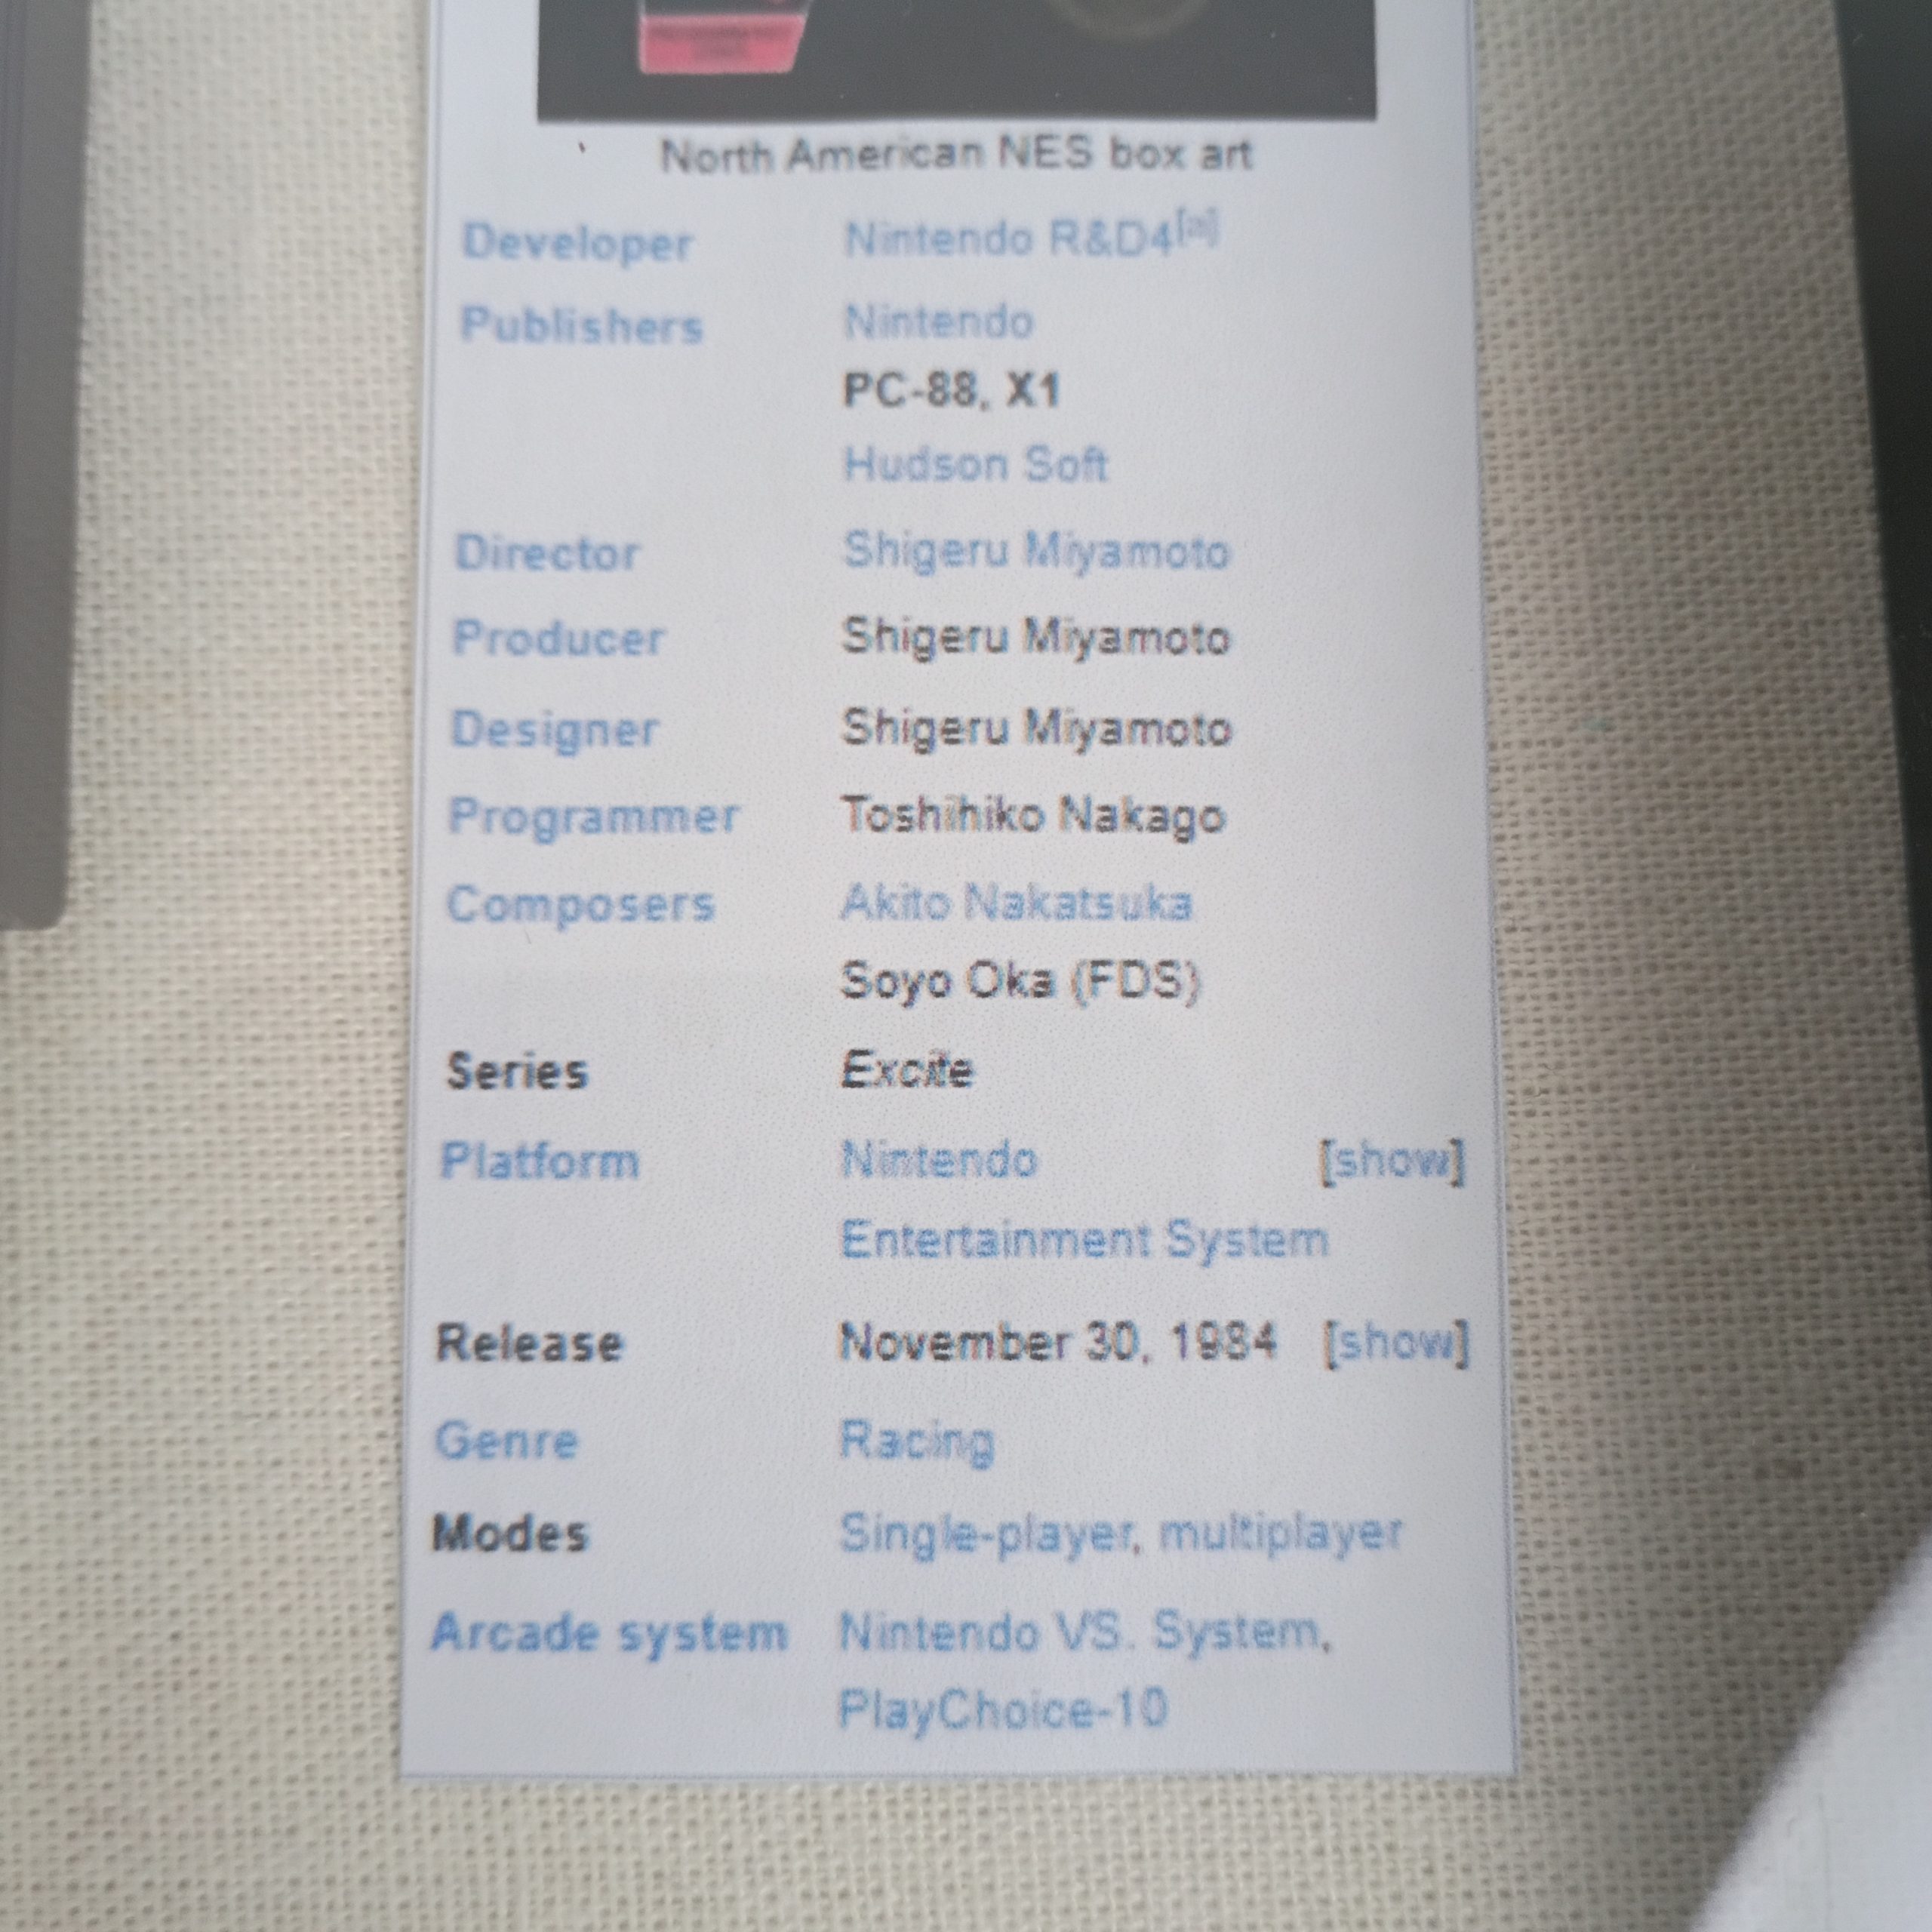 North American NES box art
Developer Nintendo R&D4[a]
Publishers Nintendo
PC-88, X1
Hudson Soft
Director Shigeru Miyamoto
Producer Shigeru Miyamoto
Designer Shigeru Miyamoto
Programmer Toshihiko Nakago
Composers Akito Nakatsuka
Soyo Oka (FDS)
Series Excite
Platform Nintendo [show]
Entertainment System
Release November 30, 1984 [show]
Genre Racing
Modes Single-player, multiplayer
Arcade system Nintendo VS. System,
PlayChoice-10